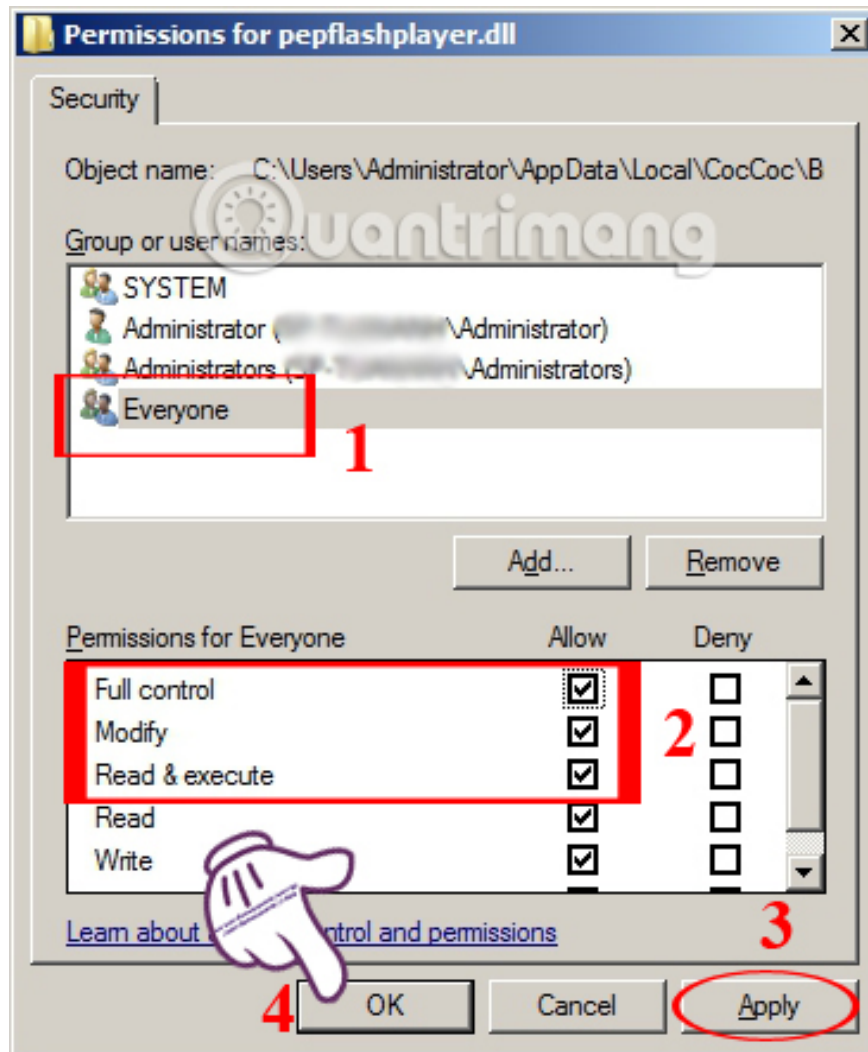 Permissions for pepflashplayer.dll
Security
Object name: C:\Users\Administrator\AppData\Local\CocCoc\B
Quantrimang
Group or user names:
SYSTEM
Administrator ( \Administrator)
Administrators ( \Administrators)
Everyone
1
Add... Remove
Permissions for Everyone Allow Deny
Full control
Modify
2
Read & execute
Read
Write
Learn about control and permissions
3
4 OK Cancel Apply